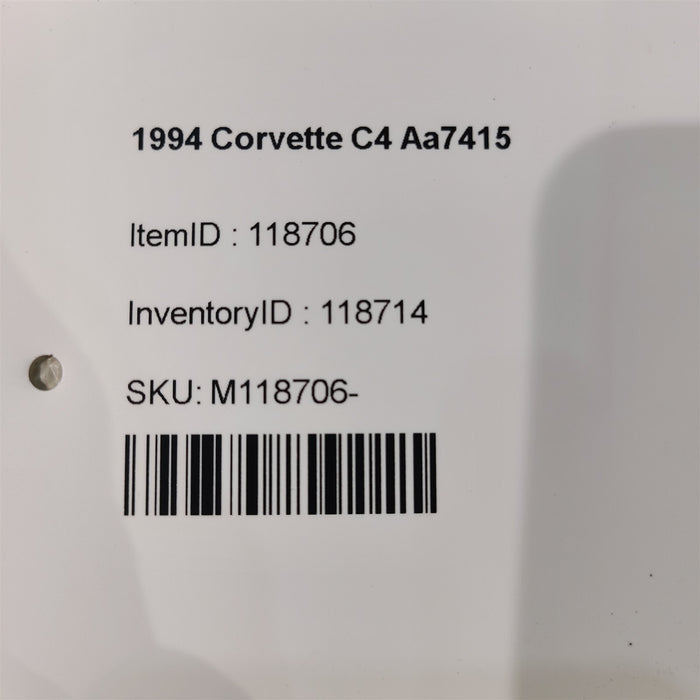 1994 Corvette C4 Aa7415
ItemID : 118706
InventoryID : 118714
SKU: M118706-